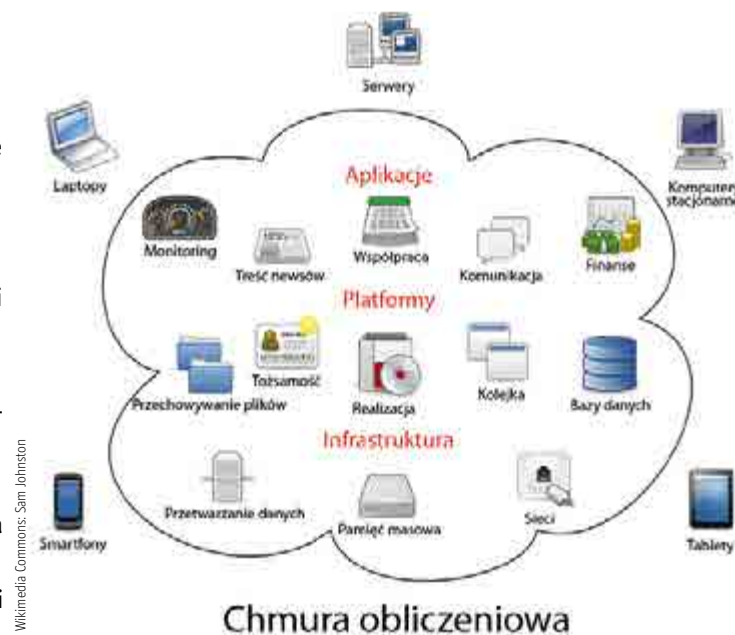 Serwery
Laptopy
Komputery
stacjonarne
Aplikacje
Monitoring
Treść newsów
Współpraca
Komunikacja
Finanse
Platformy
Tożsamość
Przechowywanie plików
Realizacja
Kolejka
Bazy danych
Infrastruktura
Przetwarzanie danych
Pamięć masowa
Sieci
Smartfony
Tablety
Wikimedia Commons: Sam Johnston
Chmura obliczeniowa